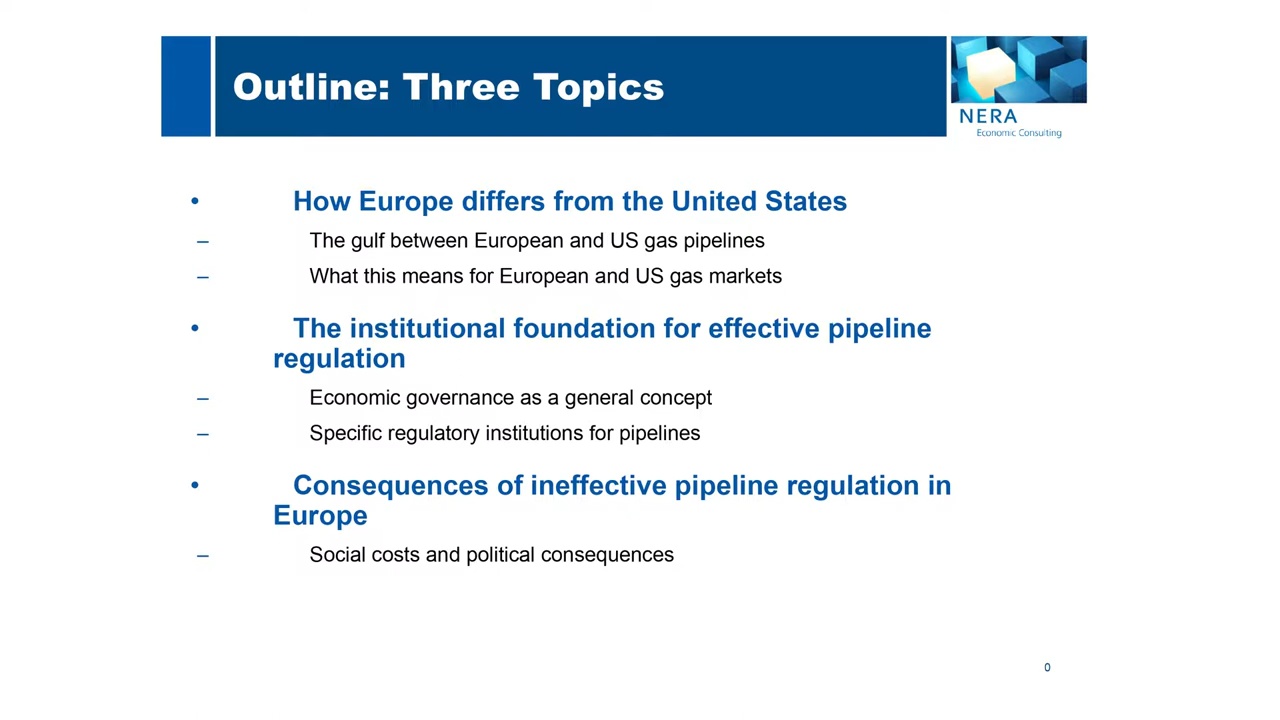 Outline: Three Topics
NERA
Economic Consulting
• How Europe differs from the United States
– The gulf between European and US gas pipelines
– What this means for European and US gas markets
• The institutional foundation for effective pipeline
regulation
– Economic governance as a general concept
– Specific regulatory institutions for pipelines
• Consequences of ineffective pipeline regulation in
Europe
– Social costs and political consequences
0